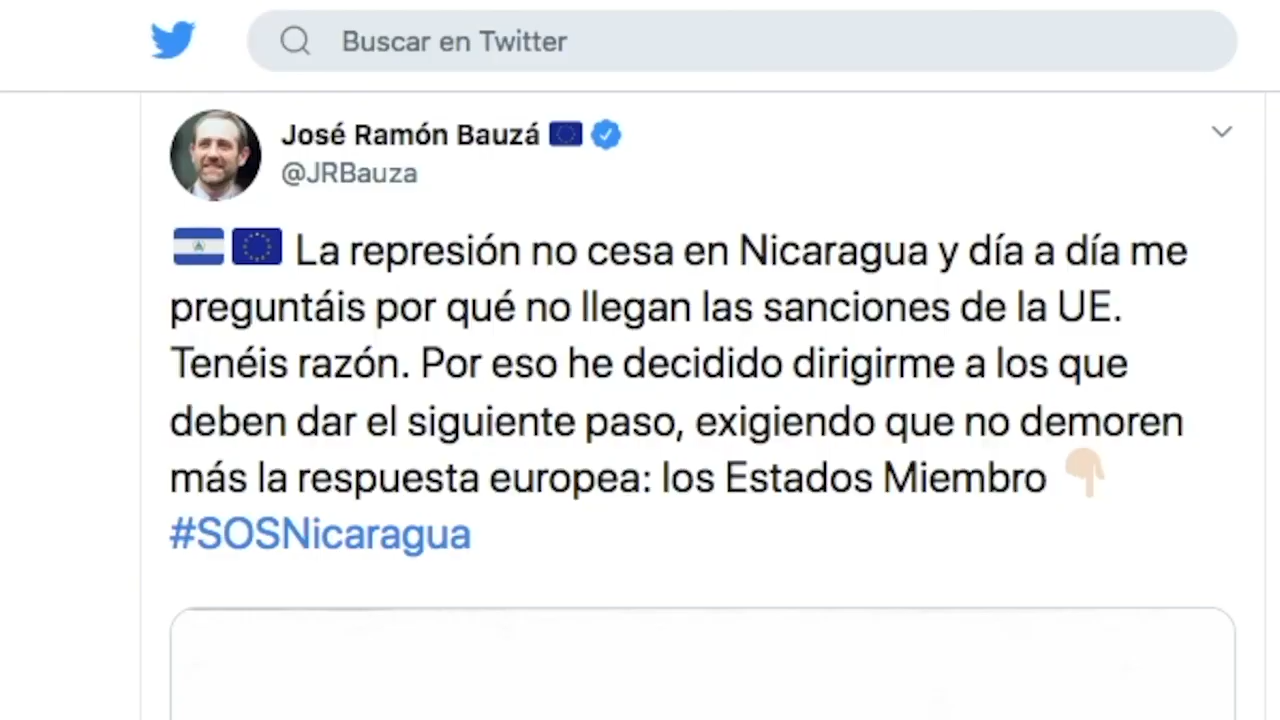 Buscar en Twitter
José Ramón Bauzá
@JRBauza
La represión no cesa en Nicaragua y día a día me
preguntáis por qué no llegan las sanciones de la UE.
Tenéis razón. Por eso he decidido dirigirme a los que
deben dar el siguiente paso, exigiendo que no demoren
más la respuesta europea: los Estados Miembro
#SOSNicaragua